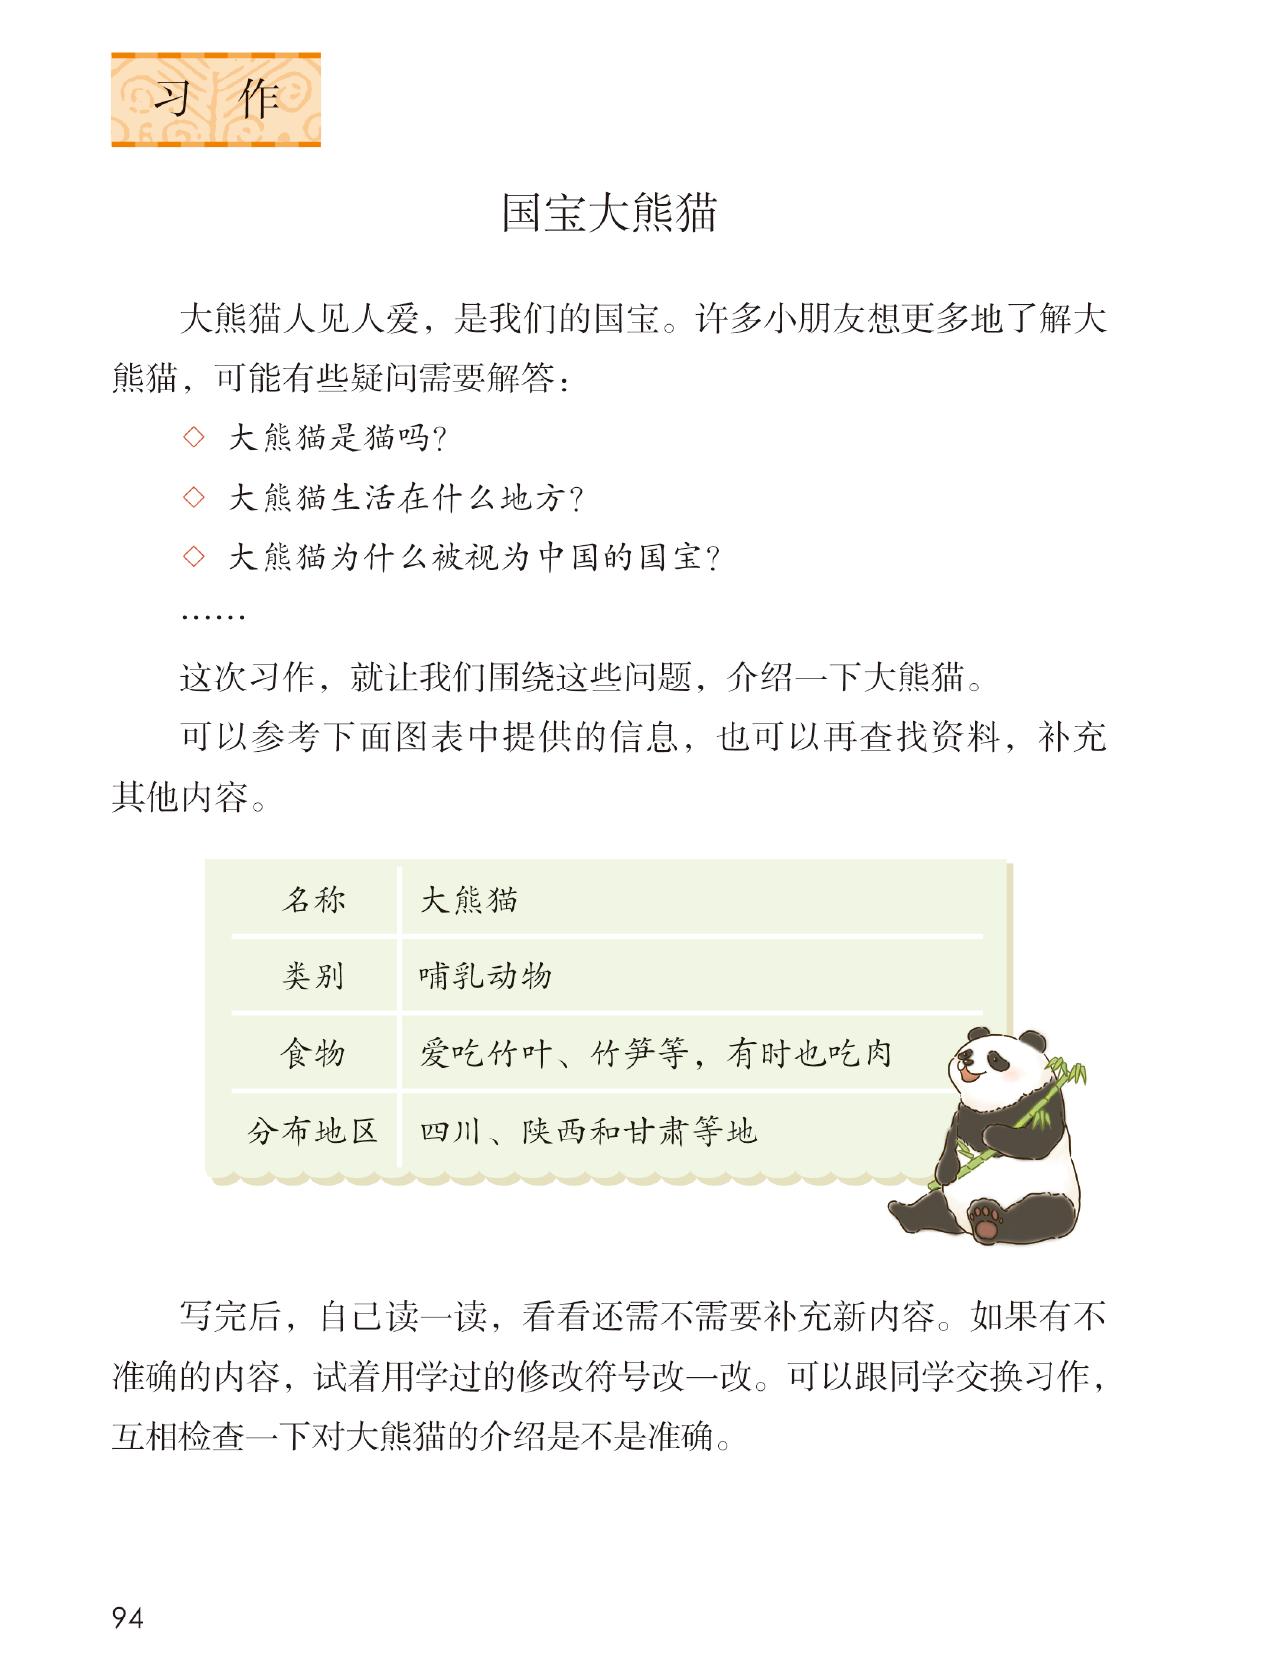 习 作
国宝大熊猫
大熊猫人见人爱，是我们的国宝。许多小朋友想更多地了解大
熊猫，可能有些疑问需要解答：
◇ 大熊猫是猫吗？
◇ 大熊猫生活在什么地方？
◇ 大熊猫为什么被视为中国的国宝？
……
这次习作，就让我们围绕这些问题，介绍一下大熊猫。
可以参考下面图表中提供的信息，也可以再查找资料，补充
其他内容。
名称 大熊猫
类别 哺乳动物
食物 爱吃竹叶、竹笋等，有时也吃肉
分布地区 四川、陕西和甘肃等地
写完后，自己读一读，看看还需不需要补充新内容。如果有不
准确的内容，试着用学过的修改符号改一改。可以跟同学交换习作，
互相检查一下对大熊猫的介绍是不是准确。
94